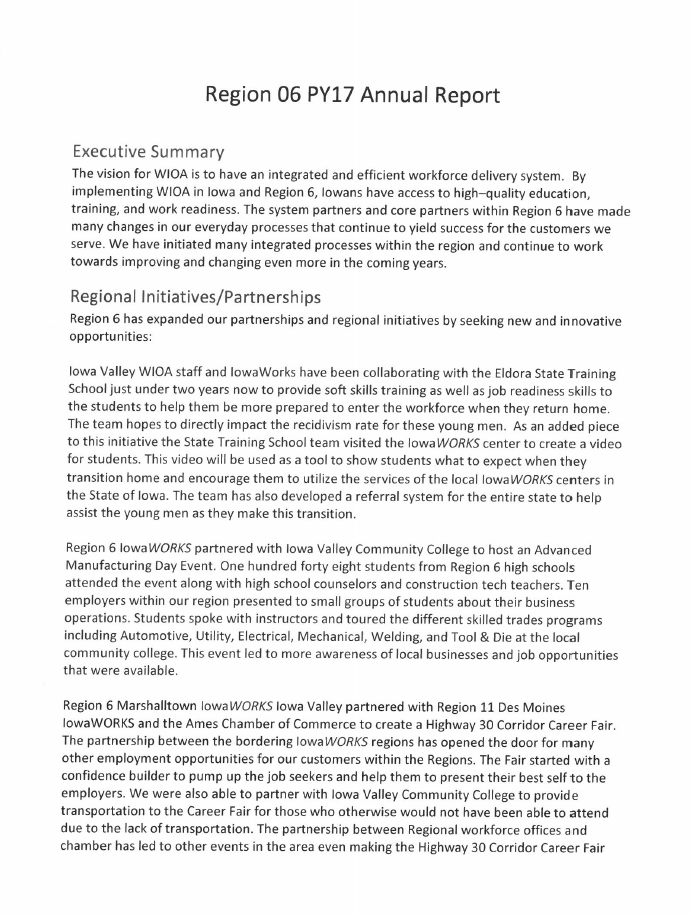 Region 06 PY17 Annual Report
Executive Summary
The vision for WIOA is to have an integrated and efficient workforce delivery system. By
implementing WIOA in Iowa and Region 6, Iowans have access to high–quality education,
training, and work readiness. The system partners and core partners within Region 6 have made
many changes in our everyday processes that continue to yield success for the customers we
serve. We have initiated many integrated processes within the region and continue to work
towards improving and changing even more in the coming years.
Regional Initiatives/Partnerships
Region 6 has expanded our partnerships and regional initiatives by seeking new and innovative
opportunities:
Iowa Valley WIOA staff and IowaWorks have been collaborating with the Eldora State Training
School just under two years now to provide soft skills training as well as job readiness skills to
the students to help them be more prepared to enter the workforce when they return home.
The team hopes to directly impact the recidivism rate for these young men. As an added piece
to this initiative the State Training School team visited the IowaWORKS center to create a video
for students. This video will be used as a tool to show students what to expect when they
transition home and encourage them to utilize the services of the local IowaWORKS centers in
the State of Iowa. The team has also developed a referral system for the entire state to help
assist the young men as they make this transition.
Region 6 IowaWORKS partnered with Iowa Valley Community College to host an Advanced
Manufacturing Day Event. One hundred forty eight students from Region 6 high schools
attended the event along with high school counselors and construction tech teachers. Ten
employers within our region presented to small groups of students about their business
operations. Students spoke with instructors and toured the different skilled trades programs
including Automotive, Utility, Electrical, Mechanical, Welding, and Tool & Die at the local
community college. This event led to more awareness of local businesses and job opportunities
that were available.
Region 6 Marshalltown IowaWORKS Iowa Valley partnered with Region 11 Des Moines
IowaWORKS and the Ames Chamber of Commerce to create a Highway 30 Corridor Career Fair.
The partnership between the bordering IowaWORKS regions has opened the door for many
other employment opportunities for our customers within the Regions. The Fair started with a
confidence builder to pump up the job seekers and help them to present their best self to the
employers. We were also able to partner with Iowa Valley Community College to provide
transportation to the Career Fair for those who otherwise would not have been able to attend
due to the lack of transportation. The partnership between Regional workforce offices and
chamber has led to other events in the area even making the Highway 30 Corridor Career Fair